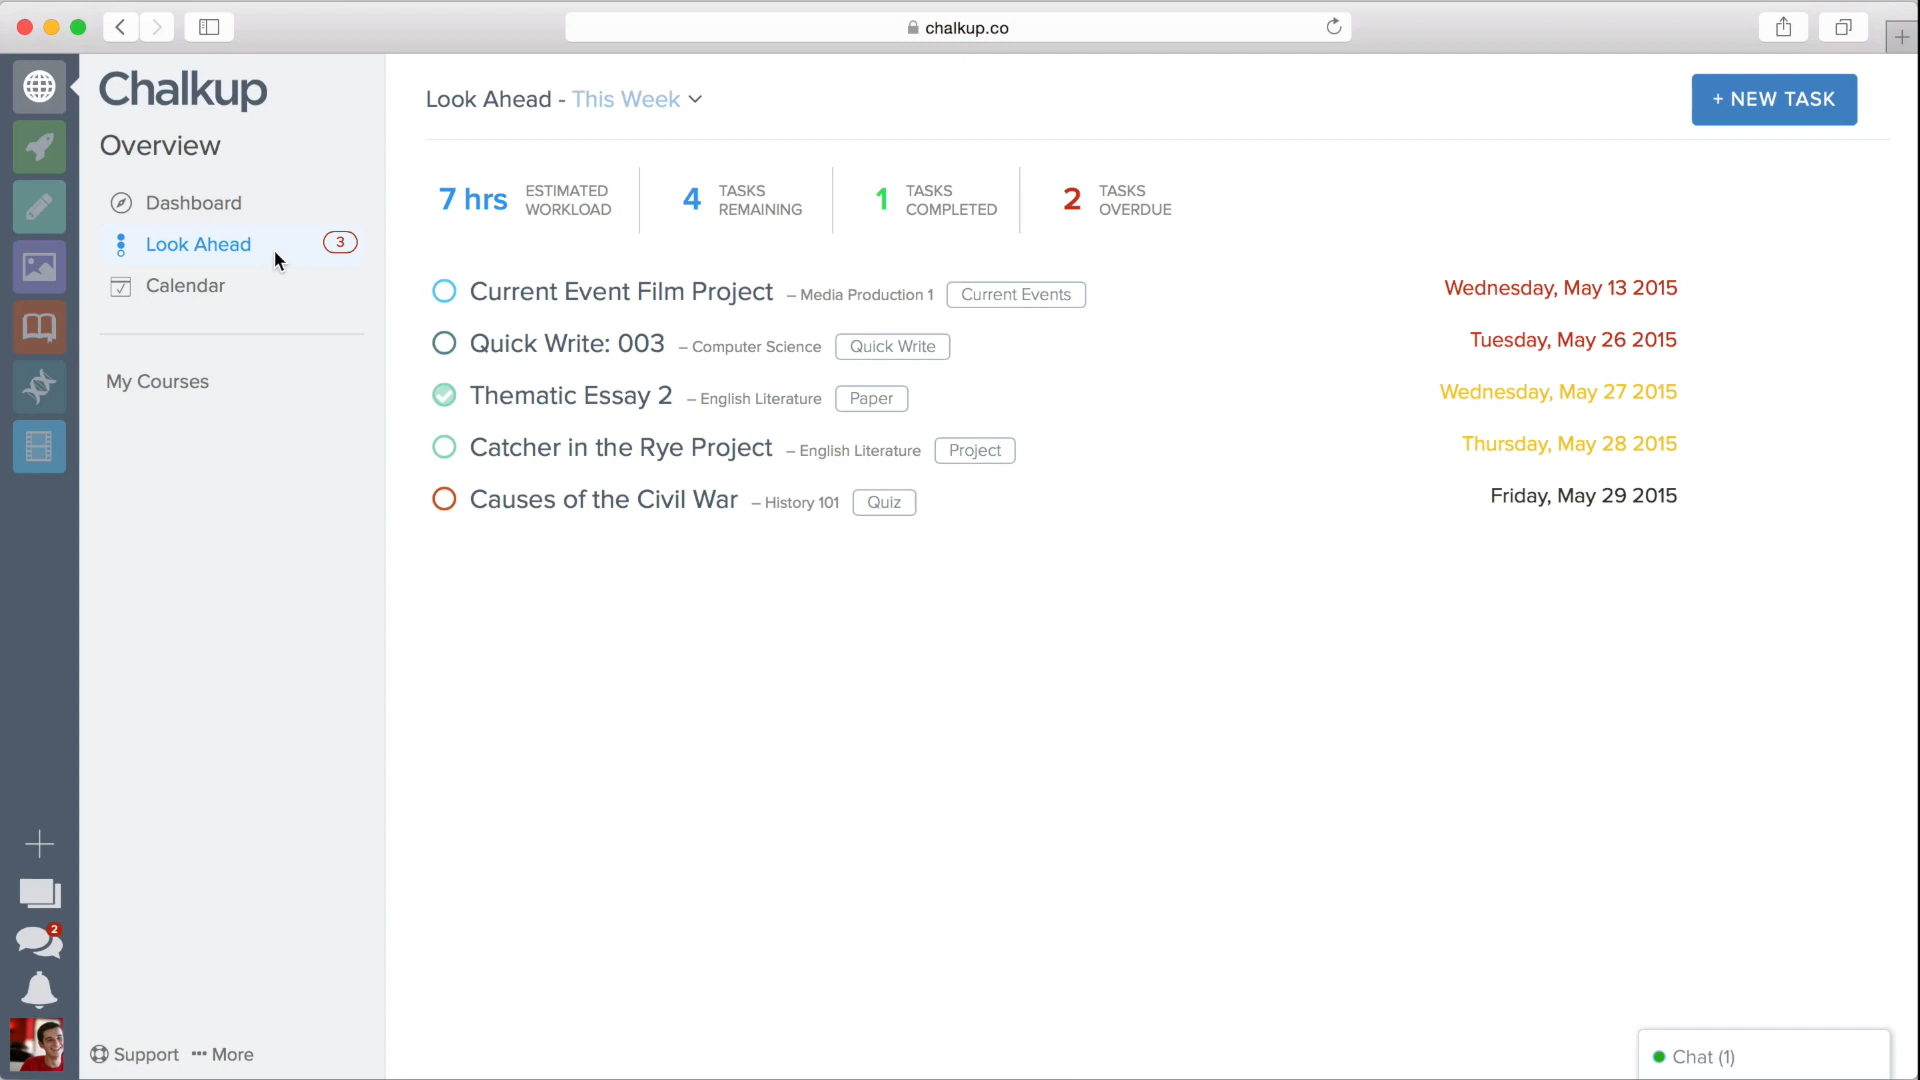 chalkup.co
Chalkup
Overview
Dashboard
Look Ahead 3
Calendar
My Courses
Look Ahead - This Week
+ NEW TASK
7 hrs ESTIMATED WORKLOAD
4 TASKS REMAINING
1 TASKS COMPLETED
2 TASKS OVERDUE
Current Event Film Project – Media Production 1 Current Events Wednesday, May 13 2015
Quick Write: 003 – Computer Science Quick Write Tuesday, May 26 2015
Thematic Essay 2 – English Literature Paper Wednesday, May 27 2015
Catcher in the Rye Project – English Literature Project Thursday, May 28 2015
Causes of the Civil War – History 101 Quiz Friday, May 29 2015
2
Support ••• More
Chat (1)